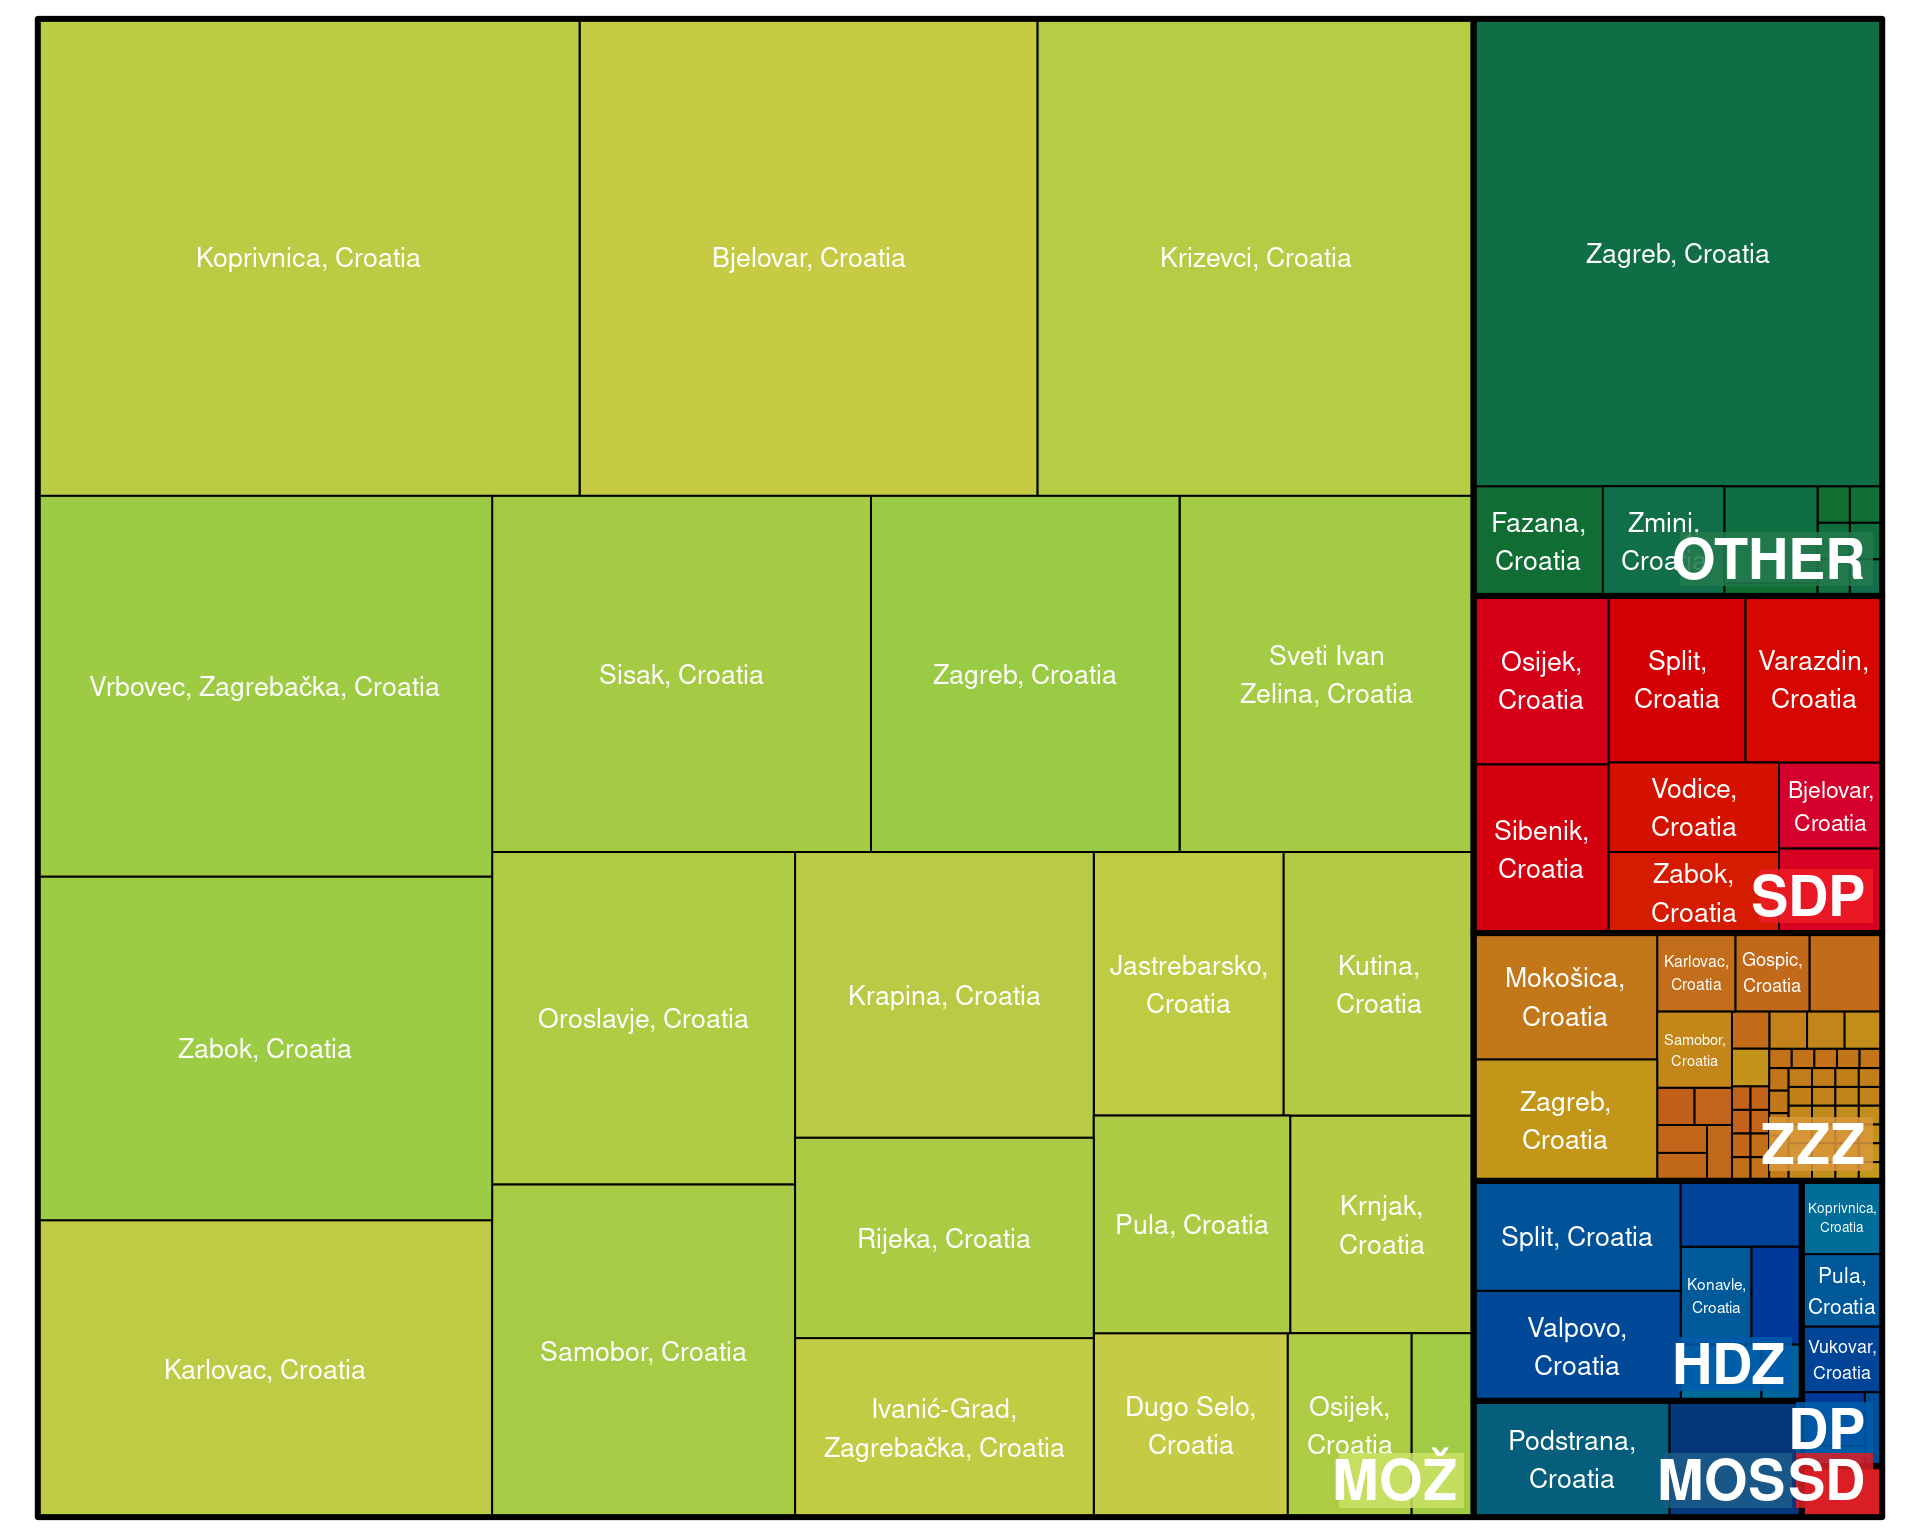 Koprivnica, Croatia
Bjelovar, Croatia
Krizevci, Croatia
Vrbovec, Zagrebačka, Croatia
Sisak, Croatia
Zagreb, Croatia
Sveti Ivan
Zelina, Croatia
Zabok, Croatia
Oroslavje, Croatia
Krapina, Croatia
Jastrebarsko,
Croatia
Kutina,
Croatia
Karlovac, Croatia
Samobor, Croatia
Rijeka, Croatia
Pula, Croatia
Krnjak,
Croatia
Ivanić-Grad,
Zagrebačka, Croatia
Dugo Selo,
Croatia
Osijek,
Croatia
MOŽ
Zagreb, Croatia
Fazana,
Croatia
Zmini.
Croatia
OTHER
Osijek,
Croatia
Split,
Croatia
Varazdin,
Croatia
Sibenik,
Croatia
Vodice,
Croatia
Bjelovar,
Croatia
Zabok,
Croatia
SDP
Mokošica,
Croatia
Karlovac,
Croatia
Gospic,
Croatia
Samobor,
Croatia
Zagreb,
Croatia
ZZZ
Split, Croatia
Konavle,
Croatia
Valpovo,
Croatia
HDZ
Koprivnica,
Croatia
Pula,
Croatia
Vukovar,
Croatia
DP
Podstrana,
Croatia
MOS
SD